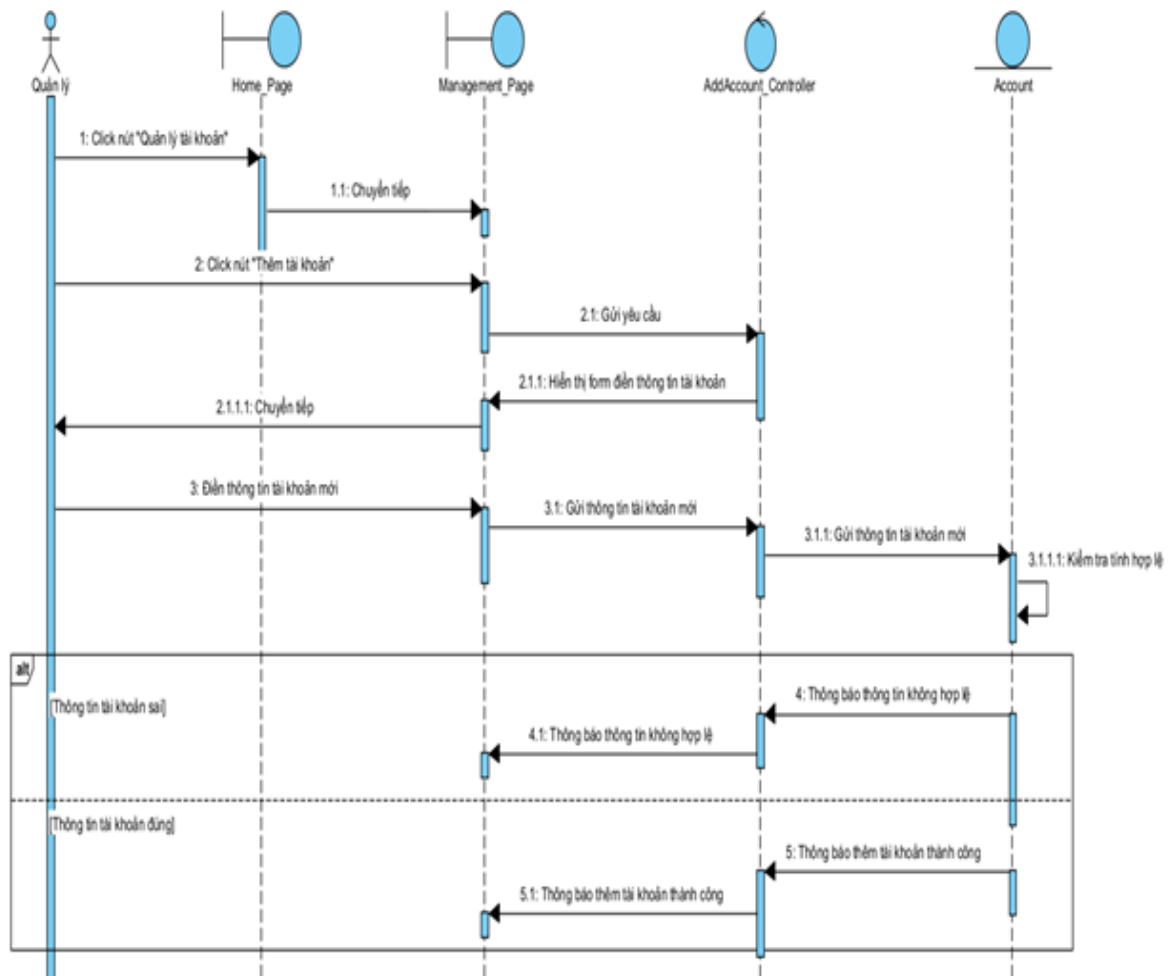 Quản lý
Home_Page
Management_Page
AddAccount_Controller
Account
1: Click nút "Quản lý tài khoản"
1.1: Chuyển tiếp
2: Click nút "Thêm tài khoản"
2.1: Gửi yêu cầu
2.1.1: Hiển thị form điền thông tin tài khoản
2.1.1.1: Chuyển tiếp
3: Điền thông tin tài khoản mới
3.1: Gửi thông tin tài khoản mới
3.1.1: Gửi thông tin tài khoản mới
3.1.1.1: Kiểm tra tính hợp lệ
alt
[Thông tin tài khoản sai]
4: Thông báo thông tin không hợp lệ
4.1: Thông báo thông tin không hợp lệ
[Thông tin tài khoản đúng]
5: Thông báo thêm tài khoản thành công
5.1: Thông báo thêm tài khoản thành công